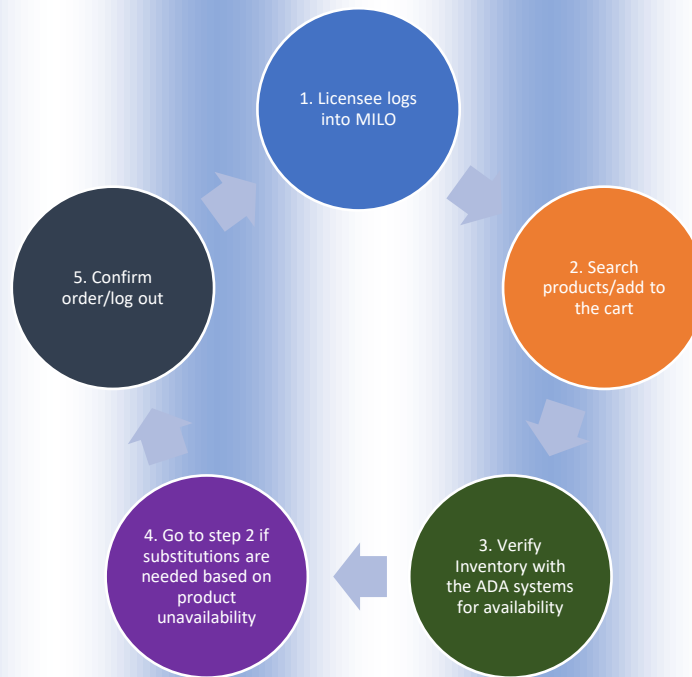 1. Licensee logs
into MILO
2. Search
products/add to
the cart
3. Verify
Inventory with
the ADA systems
for availability
4. Go to step 2 if
substitutions are
needed based on
product
unavailability
5. Confirm
order/log out